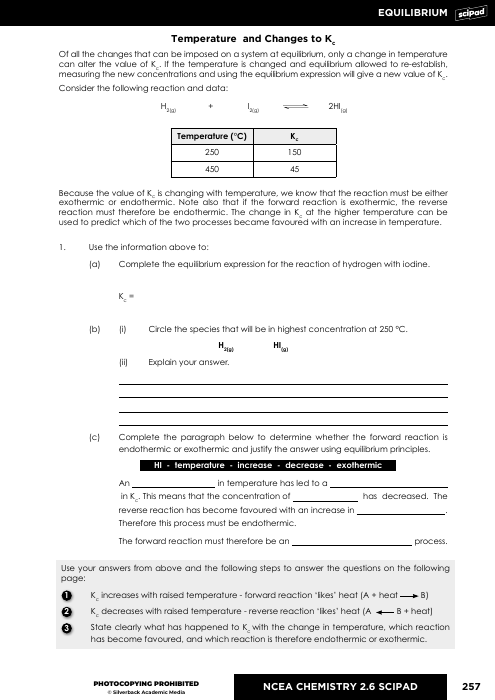 EQUILIBRIUM scipad
Temperature and Changes to Kc
Of all the changes that can be imposed on a system at equilibrium, only a change in temperature
can alter the value of Kc. If the temperature is changed and equilibrium allowed to re-establish,
measuring the new concentrations and using the equilibrium expression will give a new value of Kc.
Consider the following reaction and data:
H2(g) + I2(g) ⇌ 2HI(g)
Temperature (°C) Kc
250 150
450 45
Because the value of Kc is changing with temperature, we know that the reaction must be either
exothermic or endothermic. Note also that if the forward reaction is exothermic, the reverse
reaction must therefore be endothermic. The change in Kc at the higher temperature can be
used to predict which of the two processes became favoured with an increase in temperature.
1. Use the information above to:
(a) Complete the equilibrium expression for the reaction of hydrogen with iodine.
Kc =
(b) (i) Circle the species that will be in highest concentration at 250 °C.
H2(g) HI(g)
(ii) Explain your answer.
(c) Complete the paragraph below to determine whether the forward reaction is
endothermic or exothermic and justify the answer using equilibrium principles.
HI - temperature - increase - decrease - exothermic
An ____ in temperature has led to a ____
in Kc. This means that the concentration of ____ has decreased. The
reverse reaction has become favoured with an increase in ____.
Therefore this process must be endothermic.
The forward reaction must therefore be an ____ process.
Use your answers from above and the following steps to answer the questions on the following
page:
1 Kc increases with raised temperature - forward reaction 'likes' heat (A + heat → B)
2 Kc decreases with raised temperature - reverse reaction 'likes' heat (A ← B + heat)
3 State clearly what has happened to Kc with the change in temperature, which reaction
has become favoured, and which reaction is therefore endothermic or exothermic.
PHOTOCOPYING PROHIBITED
© Silverback Academic Media
NCEA CHEMISTRY 2.6 SCIPAD
257